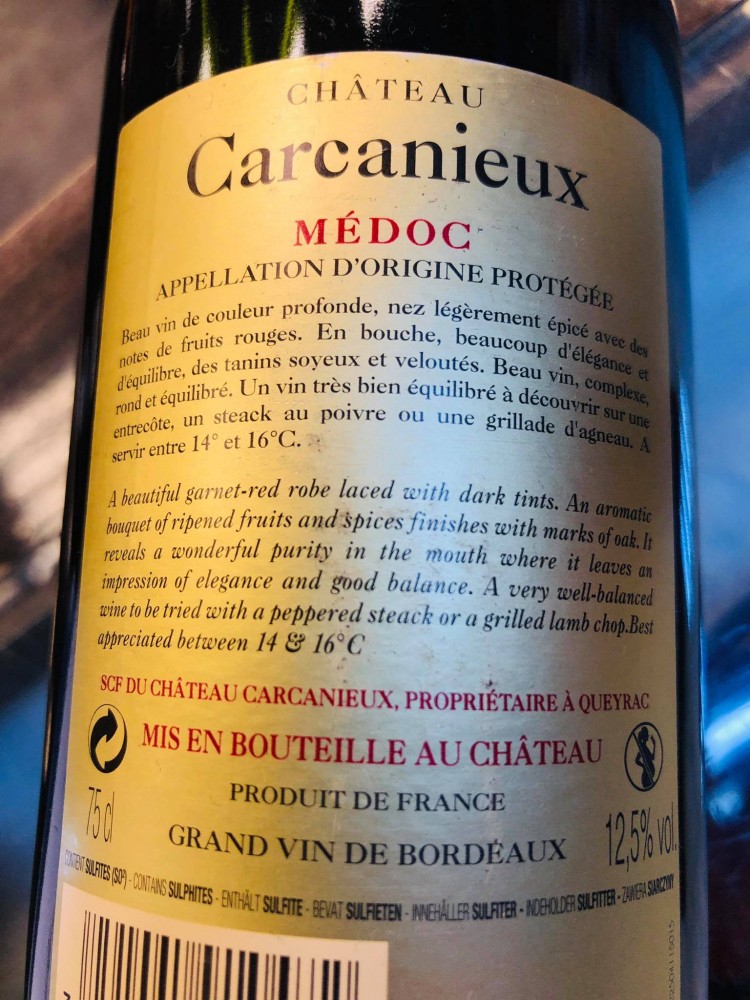 CHÂTEAU
Carcanieux
MÉDOC
APPELLATION D'ORIGINE PROTÉGÉE
Beau vin de couleur profonde, nez légèrement épicé avec des
notes de fruits rouges. En bouche, beaucoup d'élégance et
d'équilibre, des tanins soyeux et veloutés. Beau vin, complexe,
rond et équilibré. Un vin très bien équilibré à découvrir sur une
entrecôte, un steack au poivre ou une grillade d'agneau. A
servir entre 14° et 16°C.
A beautiful garnet-red robe laced with dark tints. An aromatic
bouquet of ripened fruits and spices finishes with marks of oak. It
reveals a wonderful purity in the mouth where it leaves an
impression of elegance and good balance. A very well-balanced
wine to be tried with a peppered steack or a grilled lamb chop.Best
appreciated between 14 & 16°C
SCF DU CHÂTEAU CARCANIEUX, PROPRIÉTAIRE À QUEYRAC
MIS EN BOUTEILLE AU CHÂTEAU
PRODUIT DE FRANCE
75 cl
GRAND VIN DE BORDEAUX
12,5% vol.
CONTIENT SULFITES (SO²) - CONTAINS SULPHITES - ENTHÄLT SULFITE - BEVAT SULFIETEN - INNEHÅLLER SULFITER - INDEHOLDER SULFITTER - ZAWIERA SIARCZYNY